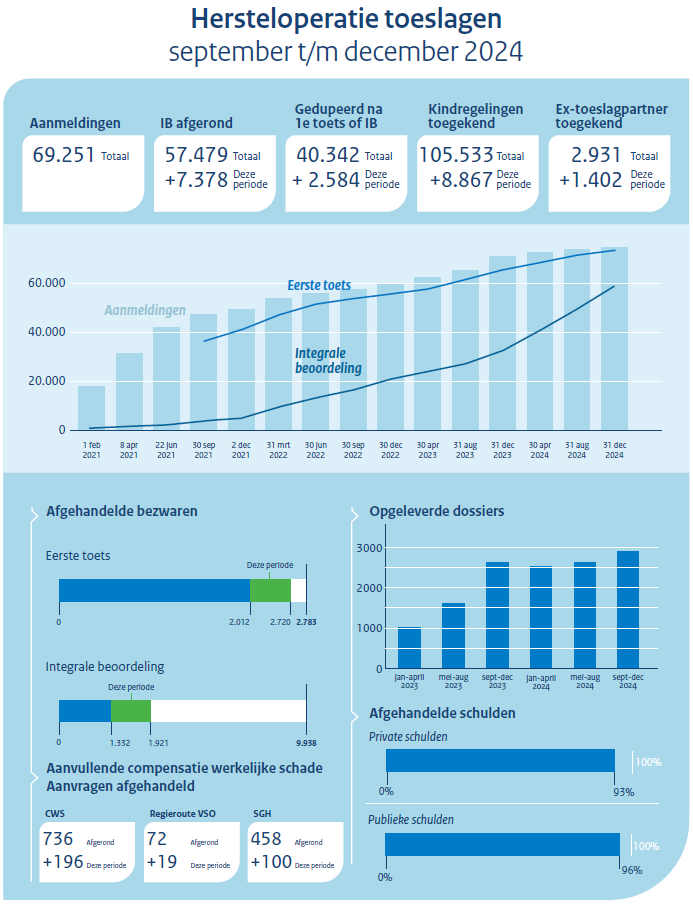 Hersteloperatie toeslagen
september t/m december 2024
Aanmeldingen
69.251 Totaal
IB afgerond
57.479 Totaal
+7.378 Deze periode
Gedupeerd na
1e toets of IB
40.342 Totaal
+ 2.584 Deze periode
Kindregelingen
toegekend
105.533 Totaal
+8.867 Deze periode
Ex-toeslagpartner
toegekend
2.931 Totaal
+1.402 Deze periode
60.000
40.000
20.000
0
Aanmeldingen
Eerste toets
Integrale
beoordeling
1 feb 2021
8 apr 2021
22 jun 2021
30 sep 2021
2 dec 2021
31 mrt 2022
30 jun 2022
30 sep 2022
30 dec 2022
30 apr 2023
31 aug 2023
31 dec 2023
30 apr 2024
31 aug 2024
31 dec 2024
Afgehandelde bezwaren
Eerste toets
Deze periode
0 2.012 2.720 2.783
Integrale beoordeling
Deze periode
0 1.332 1.921 9.938
Aanvullende compensatie werkelijke schade
Aanvragen afgehandeld
CWS
736 Afgerond
+196 Deze periode
Regieroute VSO
72 Afgerond
+19 Deze periode
SGH
458 Afgerond
+100 Deze periode
Opgeleverde dossiers
3000
2000
1000
0
jan-april 2023
mei-aug 2023
sept-dec 2023
jan-april 2024
mei-aug 2024
sept-dec 2024
Afgehandelde schulden
Private schulden
100%
0% 93%
Publieke schulden
100%
0% 96%